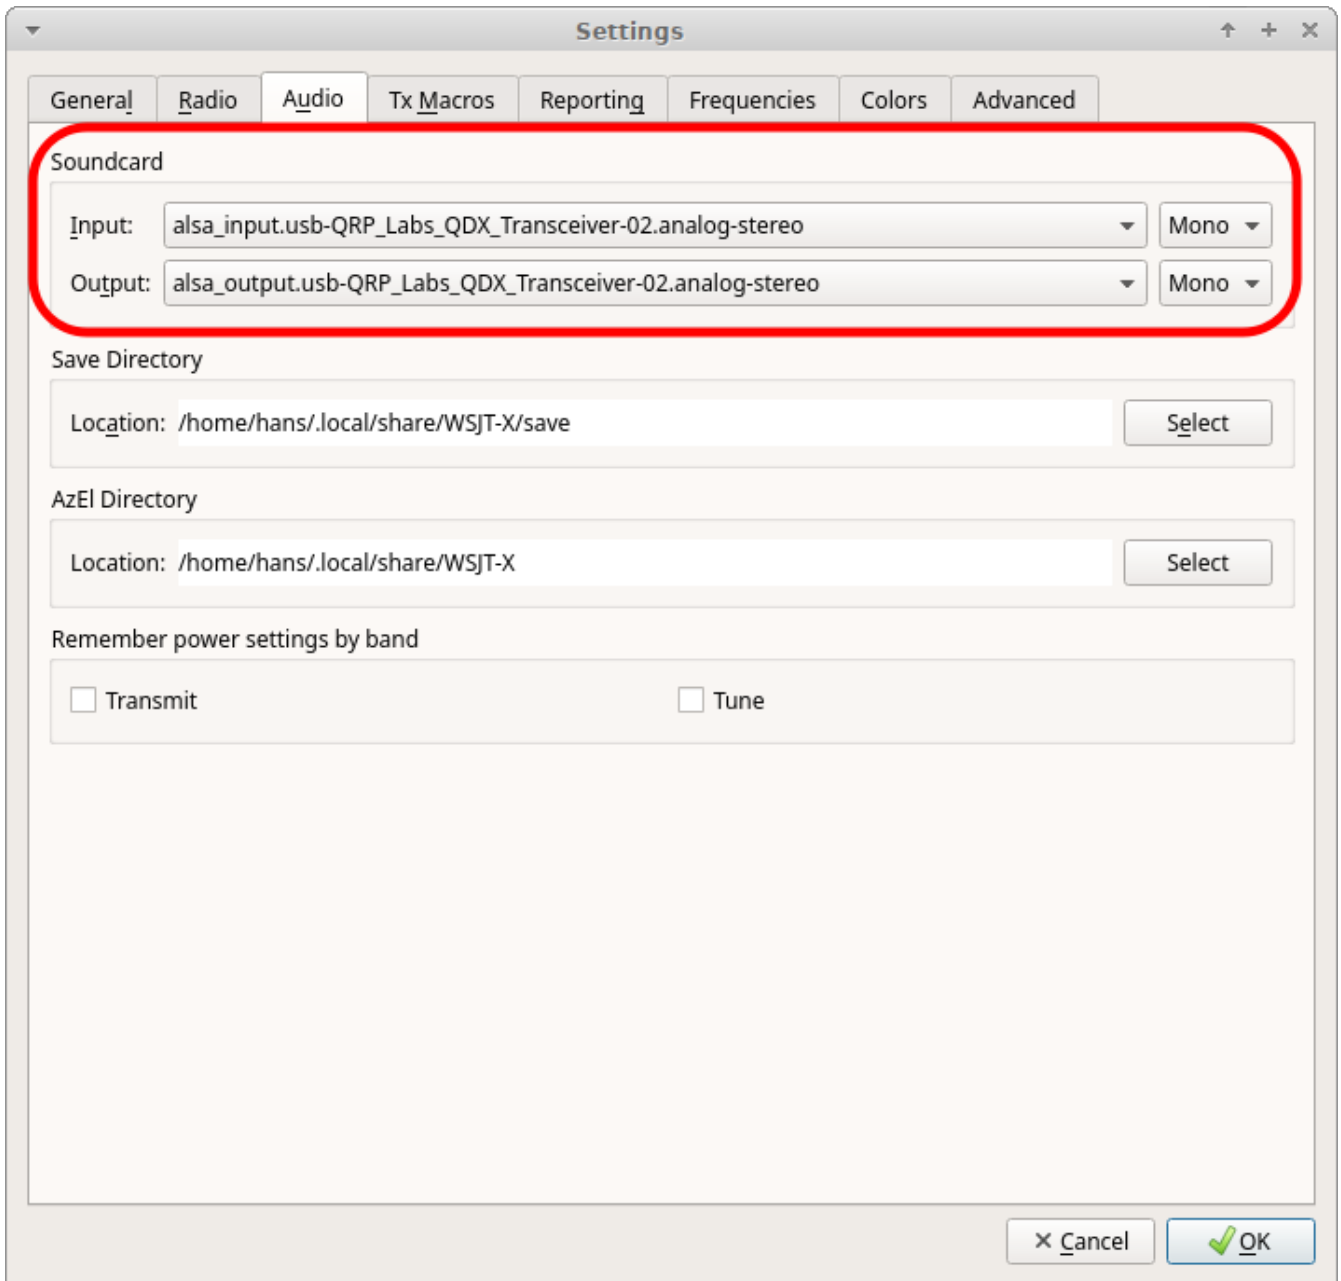 Settings
General Radio Audio Tx Macros Reporting Frequencies Colors Advanced
Soundcard
Input: alsa_input.usb-QRP_Labs_QDX_Transceiver-02.analog-stereo Mono
Output: alsa_output.usb-QRP_Labs_QDX_Transceiver-02.analog-stereo Mono
Save Directory
Location: /home/hans/.local/share/WSJT-X/save Select
AzEl Directory
Location: /home/hans/.local/share/WSJT-X Select
Remember power settings by band
Transmit Tune
Cancel OK